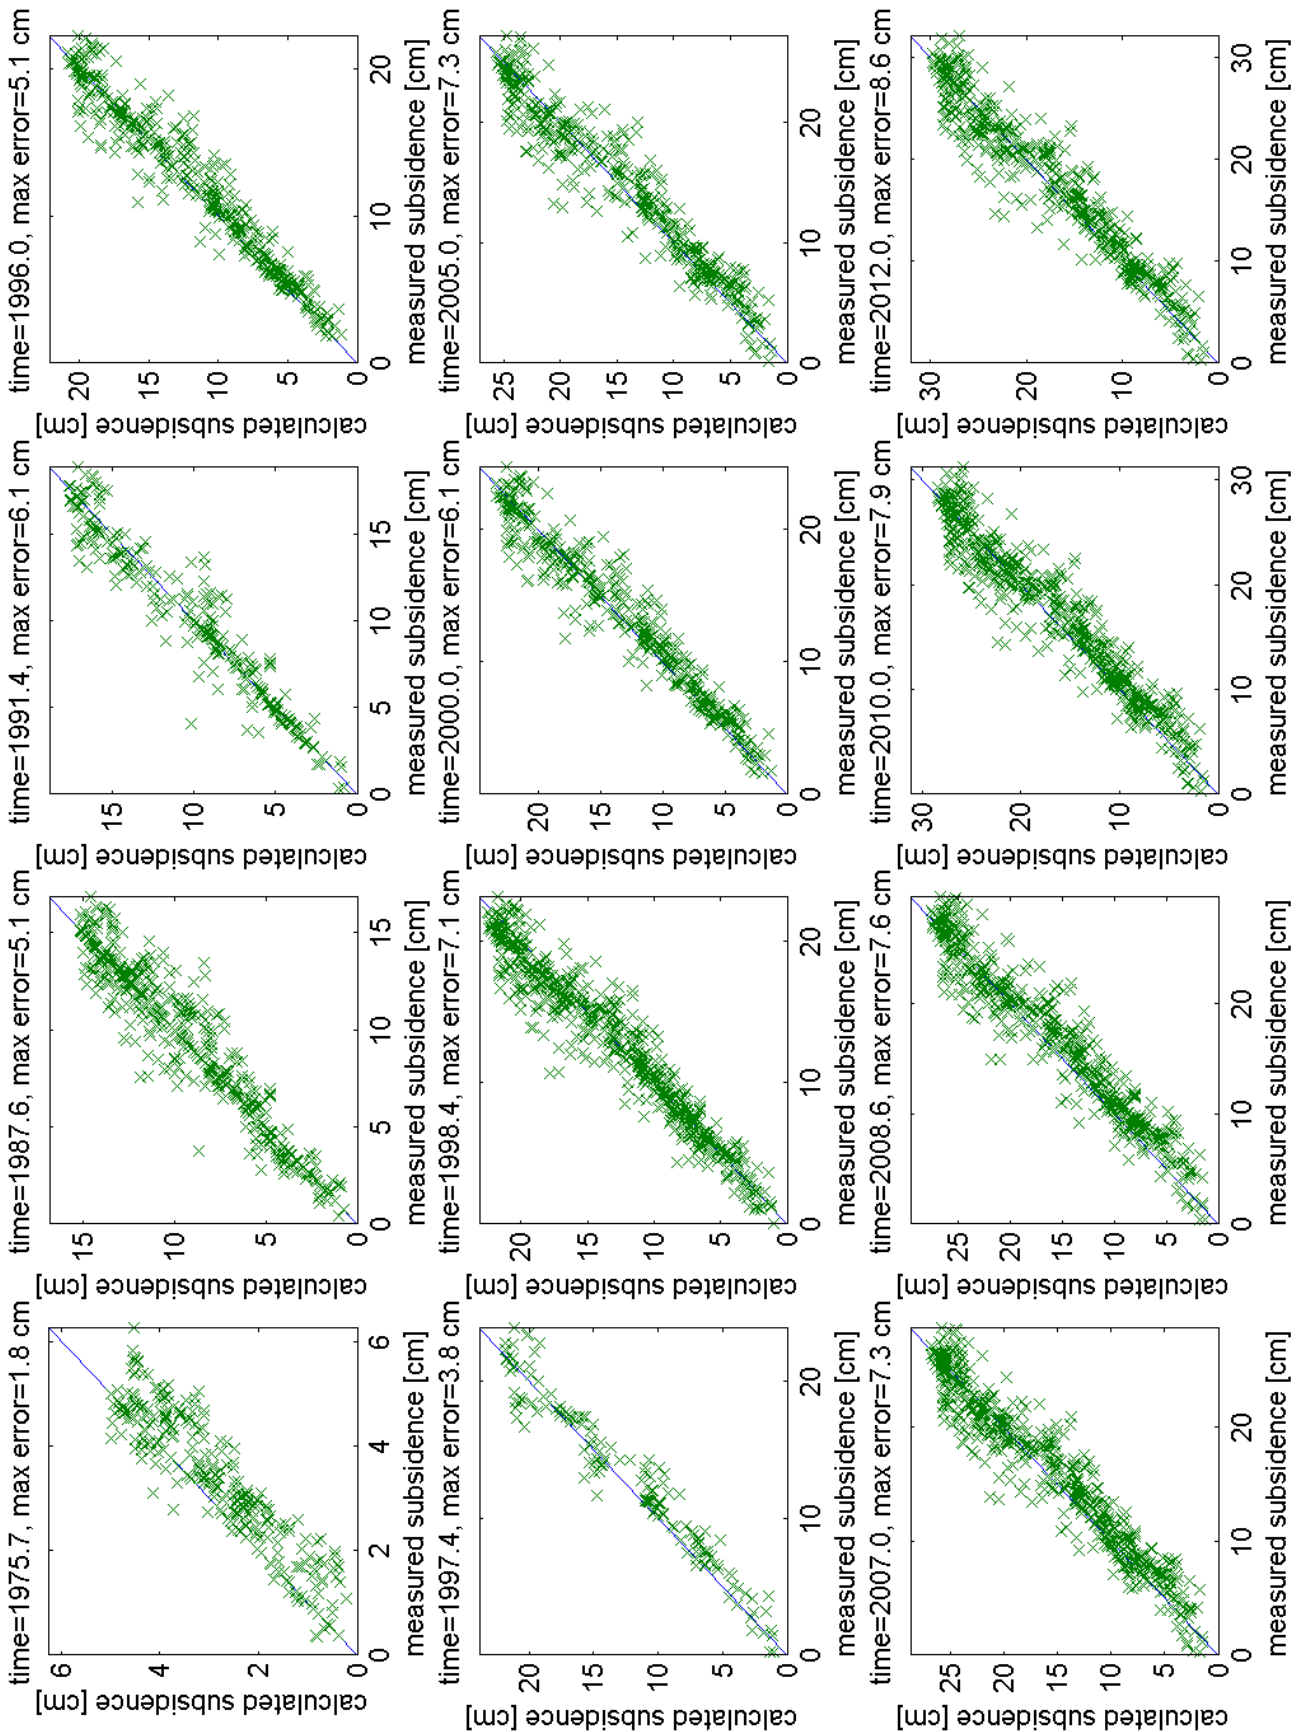 time=1975.7, max error=1.8 cm
calculated subsidence [cm]
6
4
2
0
0 2 4 6
measured subsidence [cm]
time=1987.6, max error=5.1 cm
calculated subsidence [cm]
15
10
5
0
0 5 10 15
measured subsidence [cm]
time=1991.4, max error=6.1 cm
calculated subsidence [cm]
15
10
5
0
0 5 10 15
measured subsidence [cm]
time=1996.0, max error=5.1 cm
calculated subsidence [cm]
20
15
10
5
0
0 10 20
measured subsidence [cm]
time=1997.4, max error=3.8 cm
calculated subsidence [cm]
20
15
10
5
0
0 10 20
measured subsidence [cm]
time=1998.4, max error=7.1 cm
calculated subsidence [cm]
20
15
10
5
0
0 10 20
measured subsidence [cm]
time=2000.0, max error=6.1 cm
calculated subsidence [cm]
20
15
10
5
0
0 10 20
measured subsidence [cm]
time=2005.0, max error=7.3 cm
calculated subsidence [cm]
25
20
15
10
5
0
0 10 20
measured subsidence [cm]
time=2007.0, max error=7.3 cm
calculated subsidence [cm]
25
20
15
10
5
0
0 10 20
measured subsidence [cm]
time=2008.6, max error=7.6 cm
calculated subsidence [cm]
25
20
15
10
5
0
0 10 20
measured subsidence [cm]
time=2010.0, max error=7.9 cm
calculated subsidence [cm]
30
20
10
0
0 10 20 30
measured subsidence [cm]
time=2012.0, max error=8.6 cm
calculated subsidence [cm]
30
20
10
0
0 10 20 30
measured subsidence [cm]